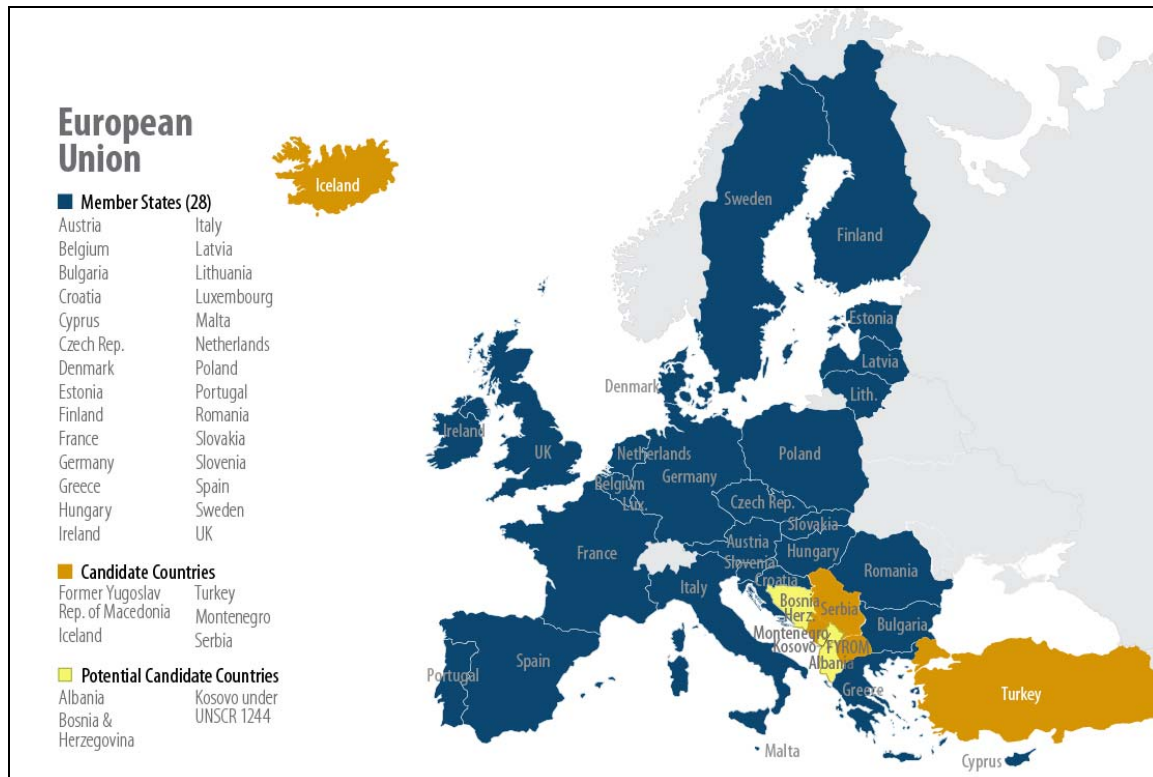 European
Union
Member States (28)
Austria
Belgium
Bulgaria
Croatia
Cyprus
Czech Rep.
Denmark
Estonia
Finland
France
Germany
Greece
Hungary
Ireland
Italy
Latvia
Lithuania
Luxembourg
Malta
Netherlands
Poland
Portugal
Romania
Slovakia
Slovenia
Spain
Sweden
UK
Candidate Countries
Former Yugoslav
Rep. of Macedonia
Iceland
Turkey
Montenegro
Serbia
Potential Candidate Countries
Albania
Bosnia &
Herzegovina
Kosovo under
UNSCR 1244
Iceland
Sweden
Finland
Estonia
Latvia
Lith.
Denmark
Ireland
UK
Netherlands
Belgium
Lux.
Germany
Poland
Czech Rep.
Slovakia
Austria
Hungary
Slovenia
France
Croatia
Italy
Romania
Bosnia
Herz.
Serbia
Montenegro
Kosovo
FYROM
Albania
Bulgaria
Portugal
Spain
Greeze
Turkey
Malta
Cyprus